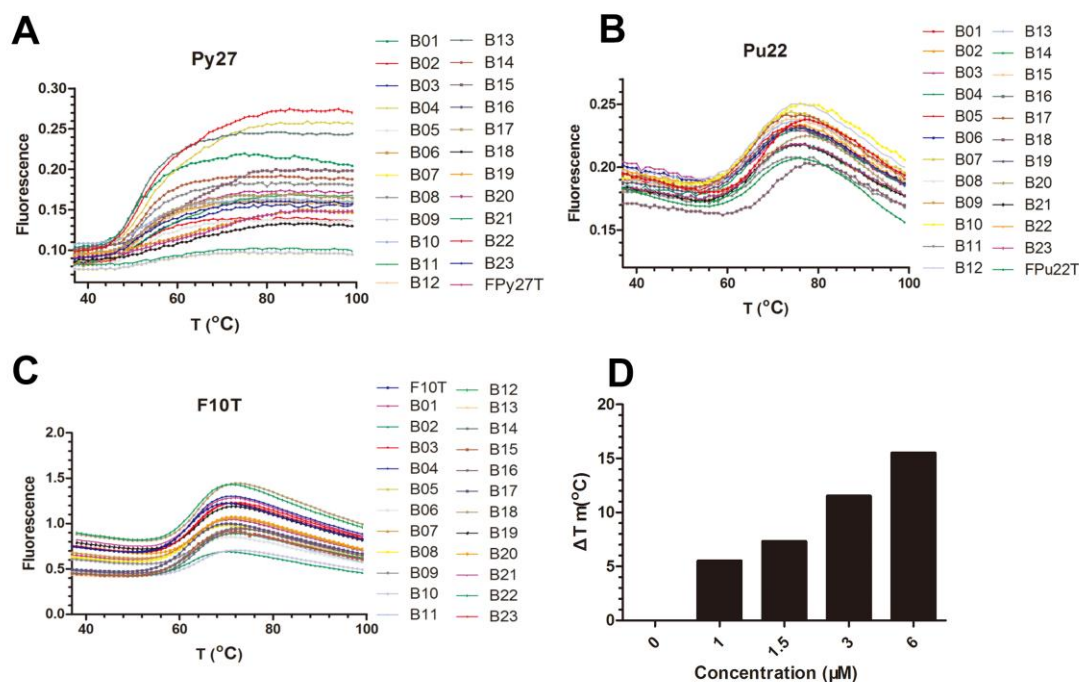 A
Py27
Fluorescence
0.30
0.25
0.20
0.15
0.10
40
60
80
100
T (°C)
B01 B13
B02 B14
B03 B15
B04 B16
B05 B17
B06 B18
B07 B19
B08 B20
B09 B21
B10 B22
B11 B23
B12 FPy27T
B
Pu22
Fluorescence
0.25
0.20
0.15
40
60
80
100
T (°C)
B01 B13
B02 B14
B03 B15
B04 B16
B05 B17
B06 B18
B07 B19
B08 B20
B09 B21
B10 B22
B11 B23
B12 FPu22T
C
F10T
Fluorescence
2.0
1.5
1.0
0.5
0.0
40
60
80
100
T (°C)
F10T B12
B01 B13
B02 B14
B03 B15
B04 B16
B05 B17
B06 B18
B07 B19
B08 B20
B09 B21
B10 B22
B11 B23
D
Δ T m(°C)
20
15
10
5
0
0
1
1.5
3
6
Concentration (µM)